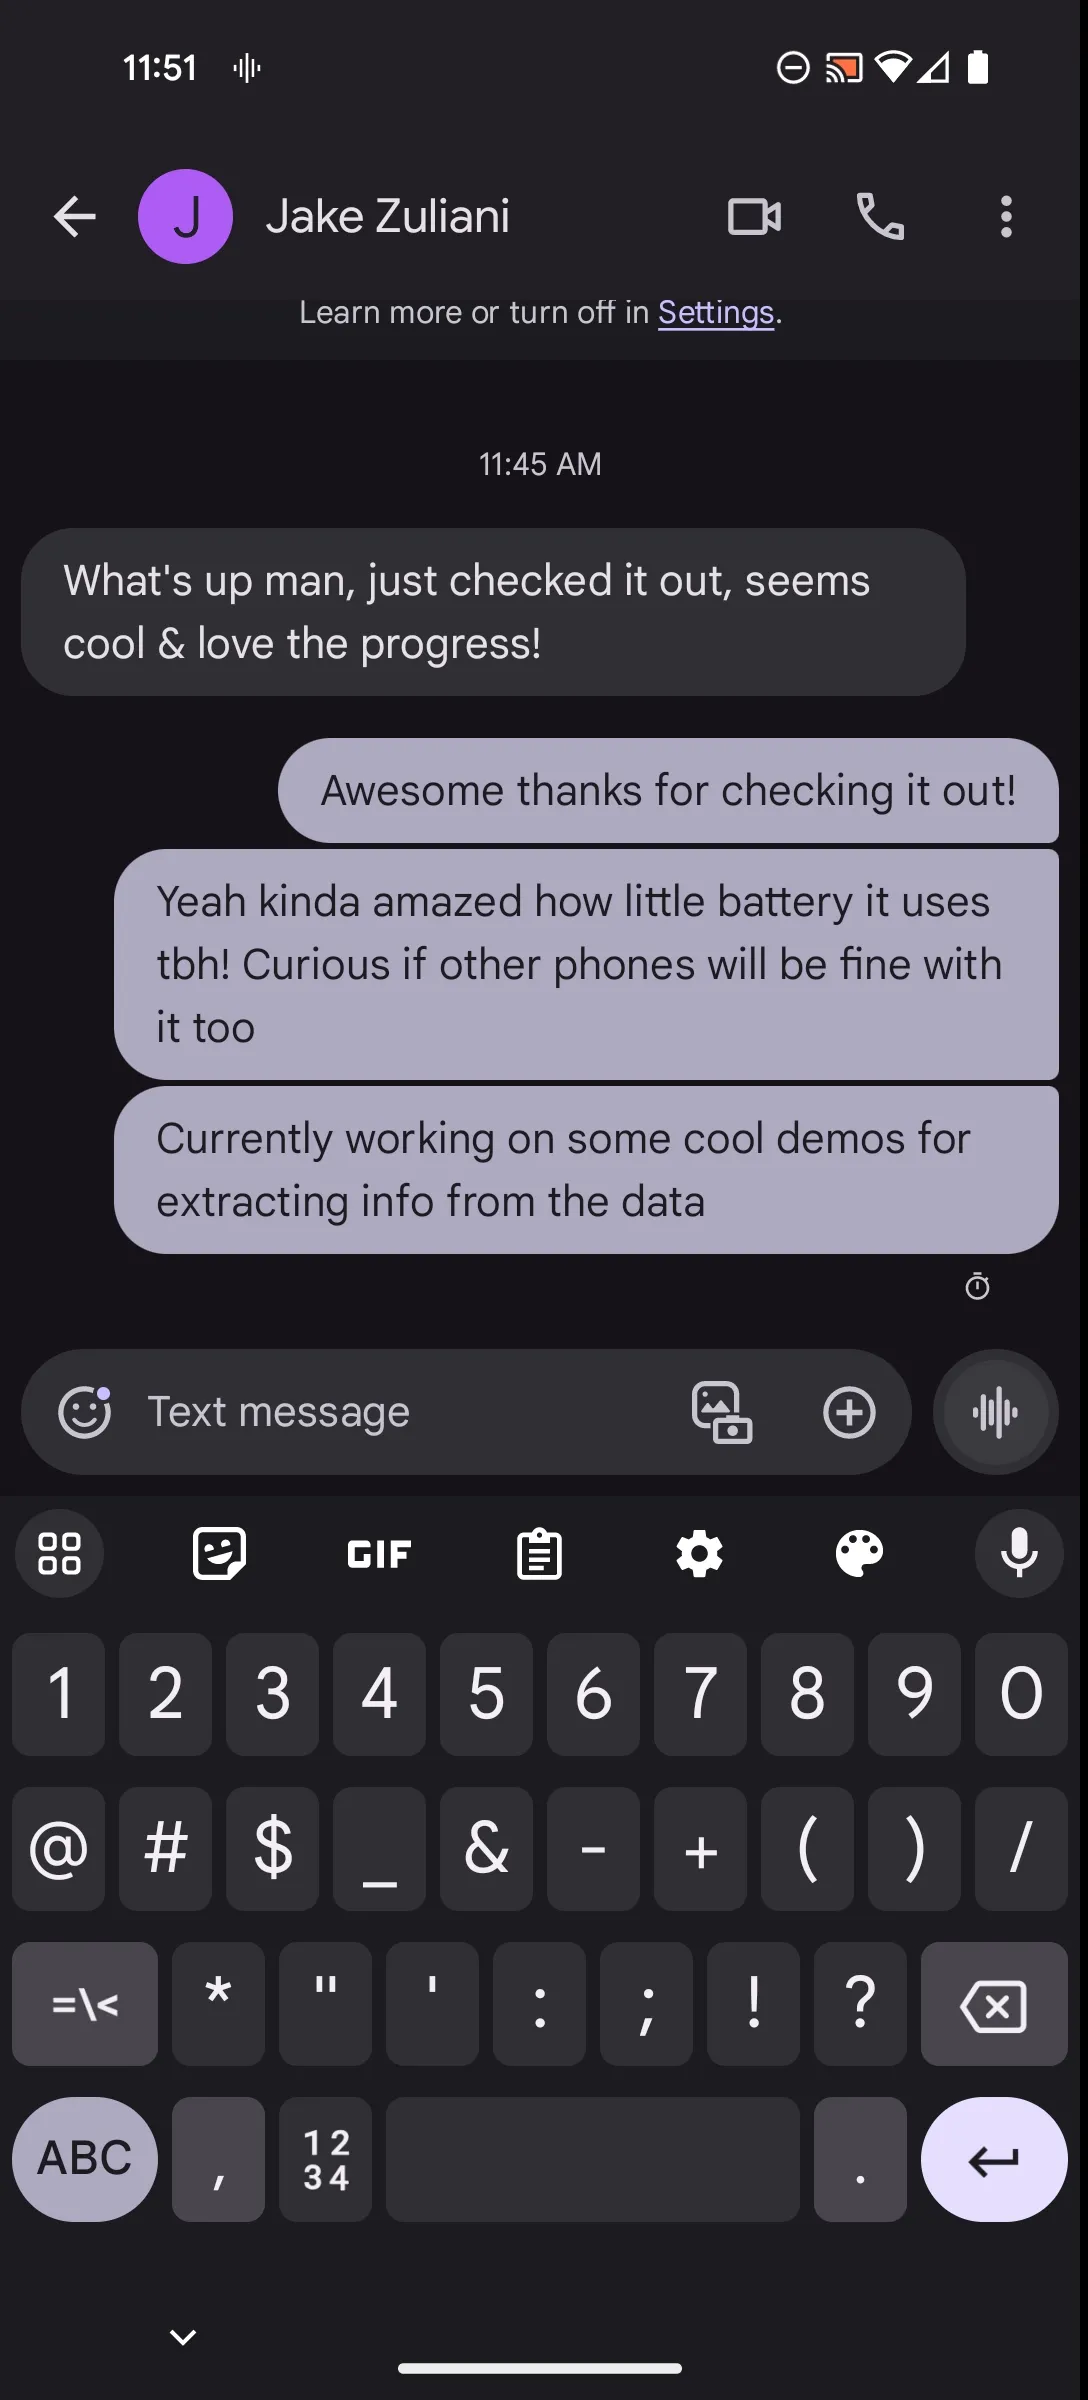 11:51
J
Jake Zuliani
Learn more or turn off in Settings.
11:45 AM
What's up man, just checked it out, seems
cool & love the progress!
Awesome thanks for checking it out!
Yeah kinda amazed how little battery it uses
tbh! Curious if other phones will be fine with
it too
Currently working on some cool demos for
extracting info from the data
Text message
GIF
1 2 3 4 5 6 7 8 9 0
@ # $ _ & - + ( ) /
=\< * " ' : ; ! ?
ABC , 1 2 .
3 4